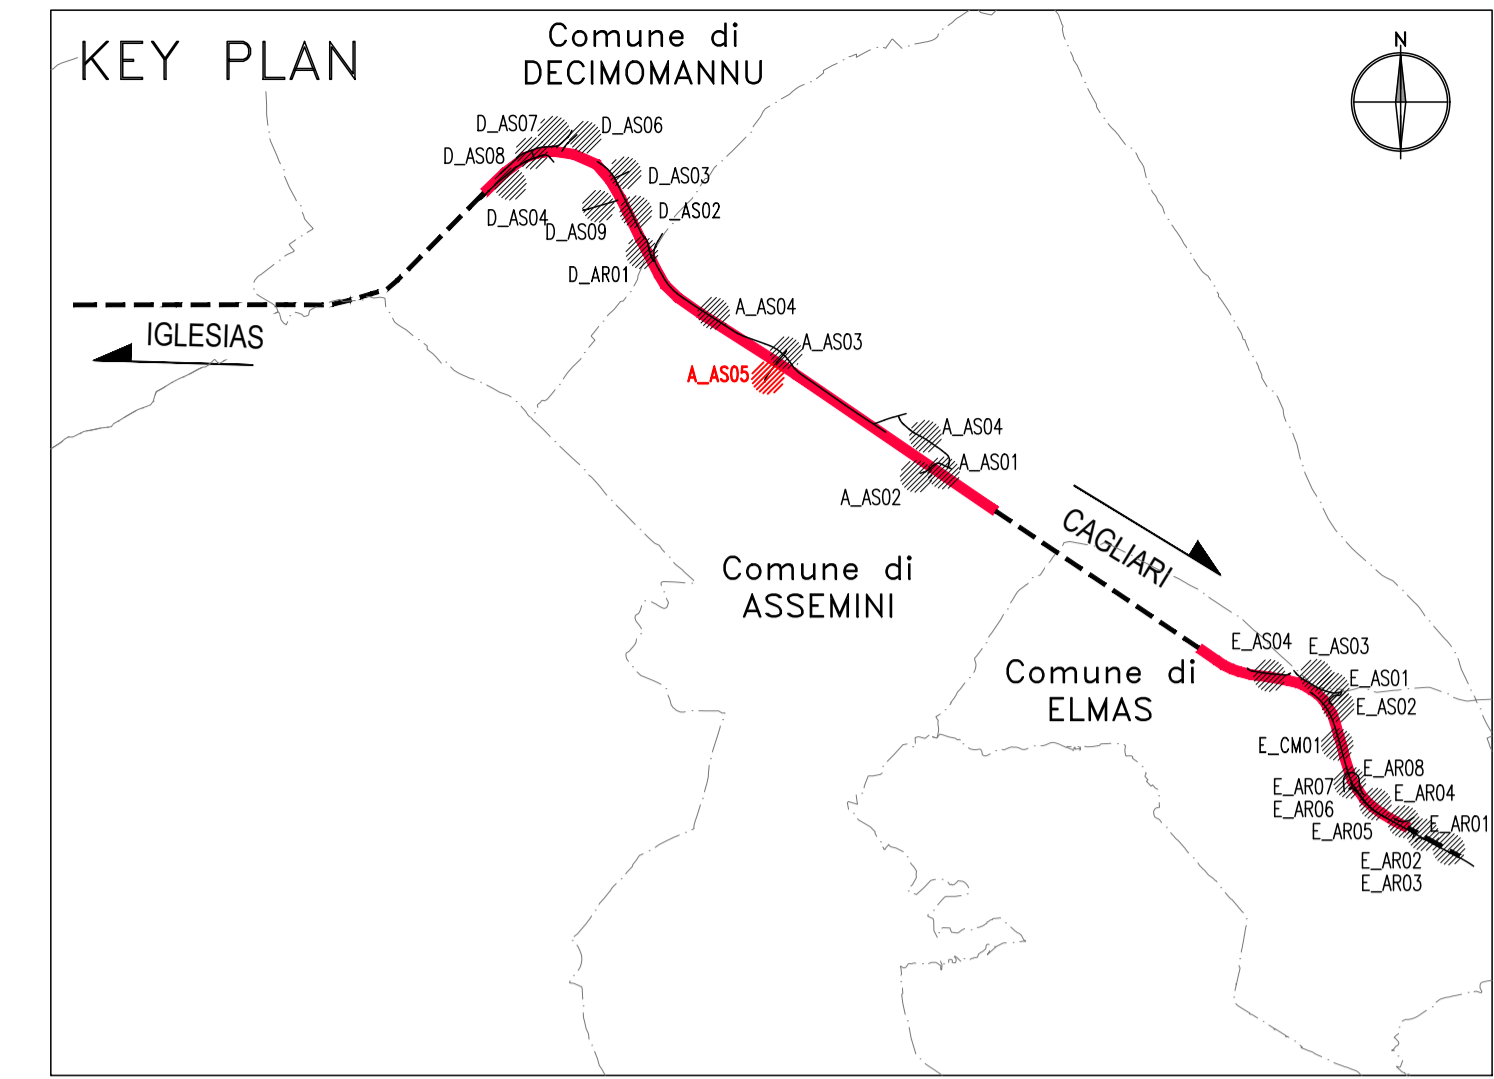 KEY PLAN
Comune di
DECIMOMANNU
N
D_AS07
D_AS06
D_AS08
D_AS03
D_AS04
D_AS02
D_AS09
D_AR01
IGLESIAS
A_AS04
A_AS03
A_AS05
A_AS04
A_AS01
A_AS02
CAGLIARI
Comune di
ASSEMINI
Comune di
ELMAS
E_AS04
E_AS03
E_AS01
E_AS02
E_CM01
E_AR08
E_AR07
E_AR04
E_AR06
E_AR01
E_AR05
E_AR02
E_AR03